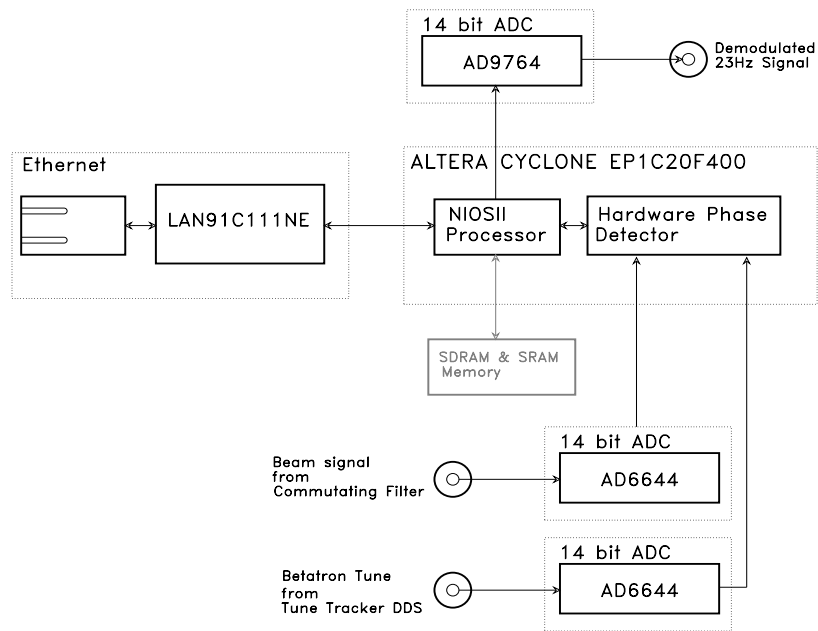 14 bit ADC
AD9764
Demodulated
23Hz Signal
Ethernet
ALTERA CYCLONE EP1C20F400
LAN91C111NE
NIOSII
Processor
Hardware Phase
Detector
SDRAM & SRAM
Memory
14 bit ADC
AD6644
Beam signal
from
Commutating Filter
14 bit ADC
AD6644
Betatron Tune
from
Tune Tracker DDS